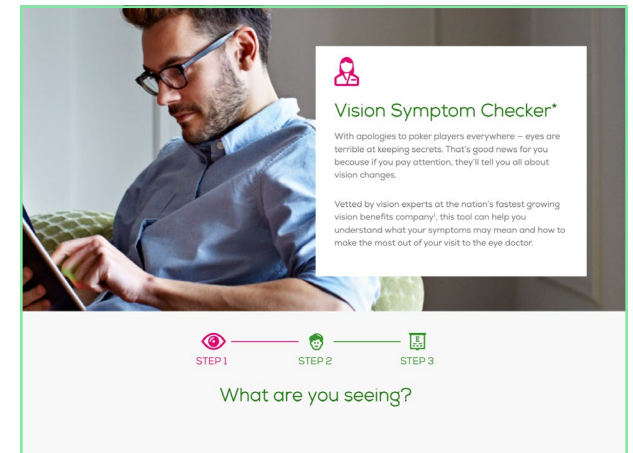 Vision Symptom Checker*
With apologies to poker players everywhere – eyes are
terrible at keeping secrets. That's good news for you
because if you pay attention, they'll tell you all about
vision changes.
Vetted by vision experts at the nation's fastest growing
vision benefits company¹, this tool can help you
understand what your symptoms may mean and how to
make the most out of your visit to the eye doctor.
E
STEP 1 STEP 2 STEP 3
What are you seeing?